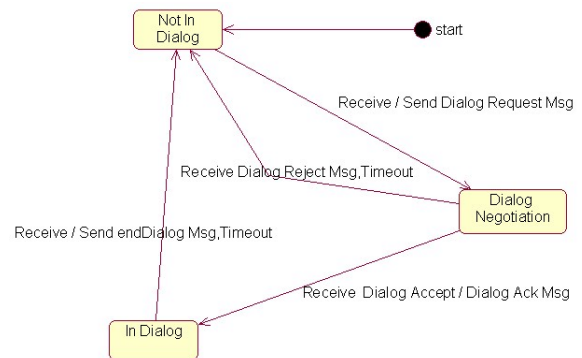 Not In
Dialog
start
Receive / Send Dialog Request Msg
Receive Dialog Reject Msg,Timeout
Dialog
Negotiation
Receive / Send endDialog Msg,Timeout
Receive  Dialog Accept / Dialog Ack Msg
In Dialog